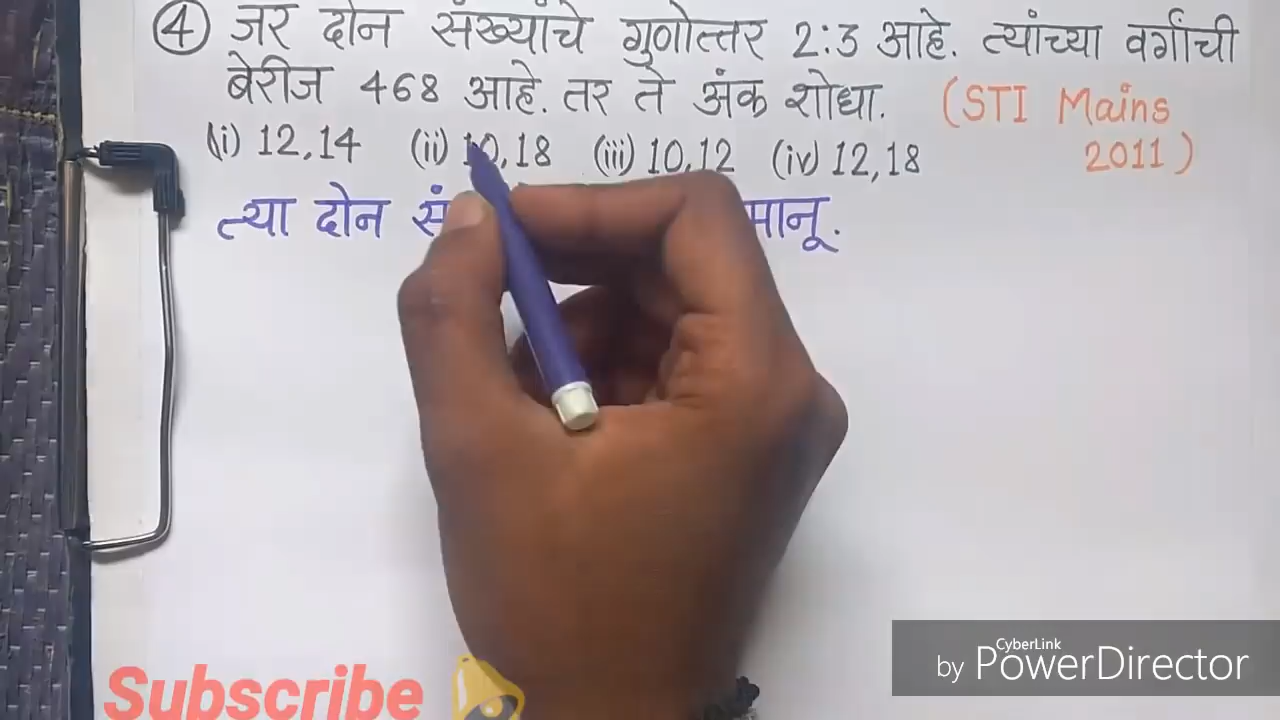 ④ जर दोन संख्यांचे गुणोत्तर 2:3 आहे. त्यांच्या वर्गांची
बेरीज 468 आहे. तर ते अंक शोधा. (STI Mains
2011)
(i) 12,14 (ii) 10,18 (iii) 10,12 (iv) 12,18
त्या दोन मानू.
Subscribe
CyberLink
by PowerDirector